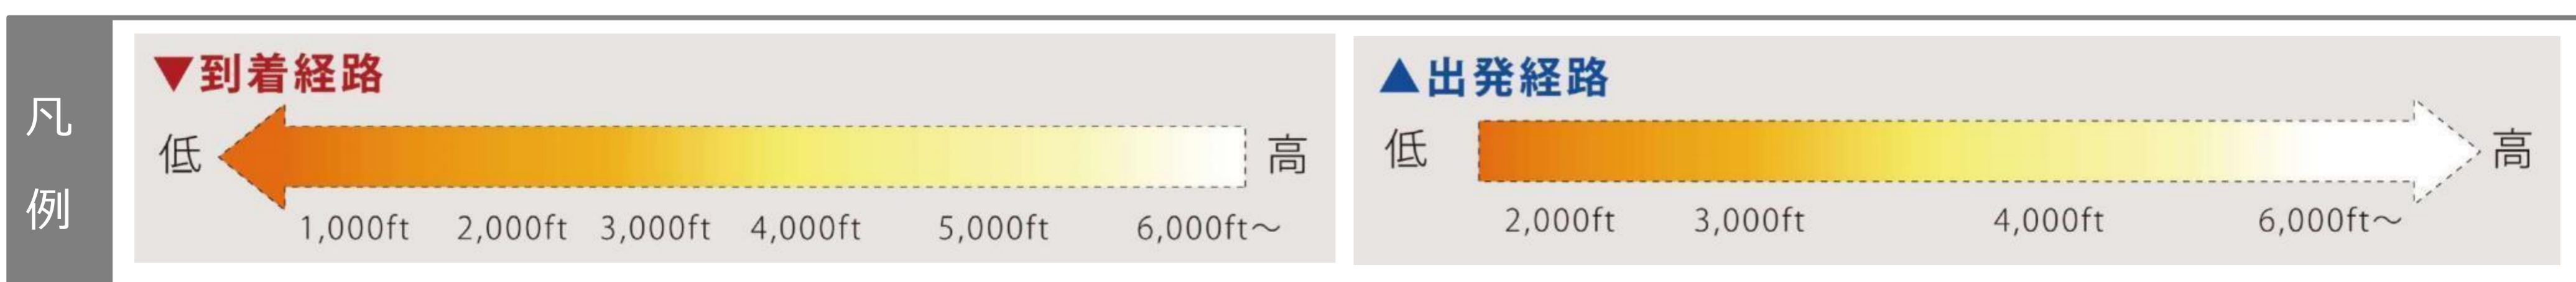 凡例
▼到着経路
低 高
1,000ft 2,000ft 3,000ft 4,000ft 5,000ft 6,000ft～
▲出発経路
低 高
2,000ft 3,000ft 4,000ft 6,000ft～